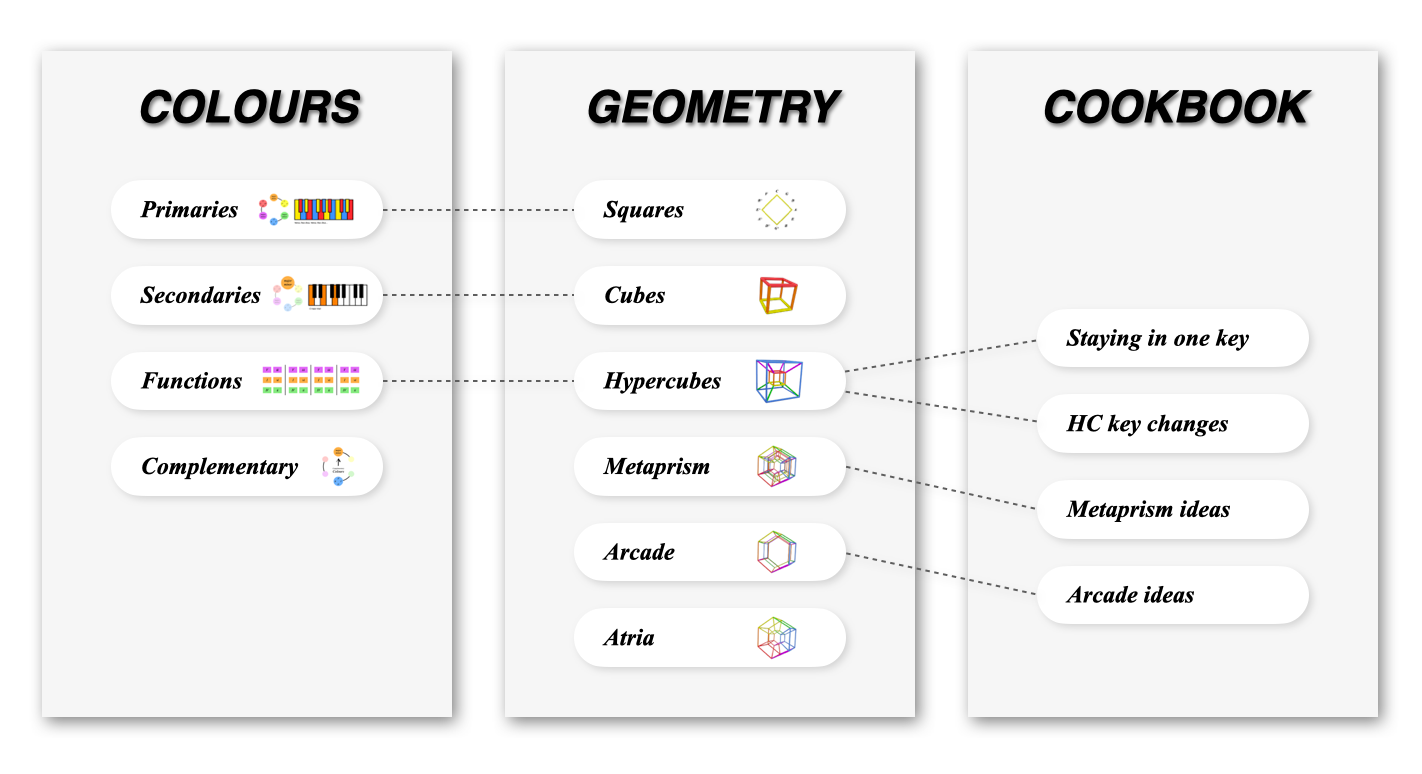 COLOURS
Primaries
Secondaries
Functions
Complementary
GEOMETRY
Squares
Cubes
Hypercubes
Metaprism
Arcade
Atria
COOKBOOK
Staying in one key
HC key changes
Metaprism ideas
Arcade ideas